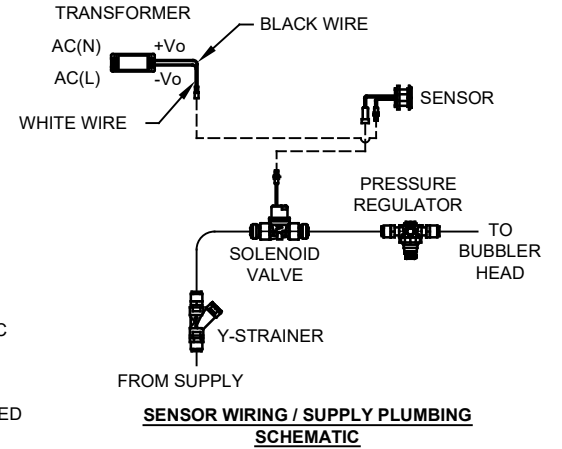 TRANSFORMER
BLACK WIRE
AC(N)
+Vo
AC(L)
-Vo
SENSOR
WHITE WIRE
PRESSURE
REGULATOR
SOLENOID
VALVE
TO
BUBBLER
HEAD
C
Y-STRAINER
FROM SUPPLY
ED
SENSOR WIRING / SUPPLY PLUMBING
SCHEMATIC